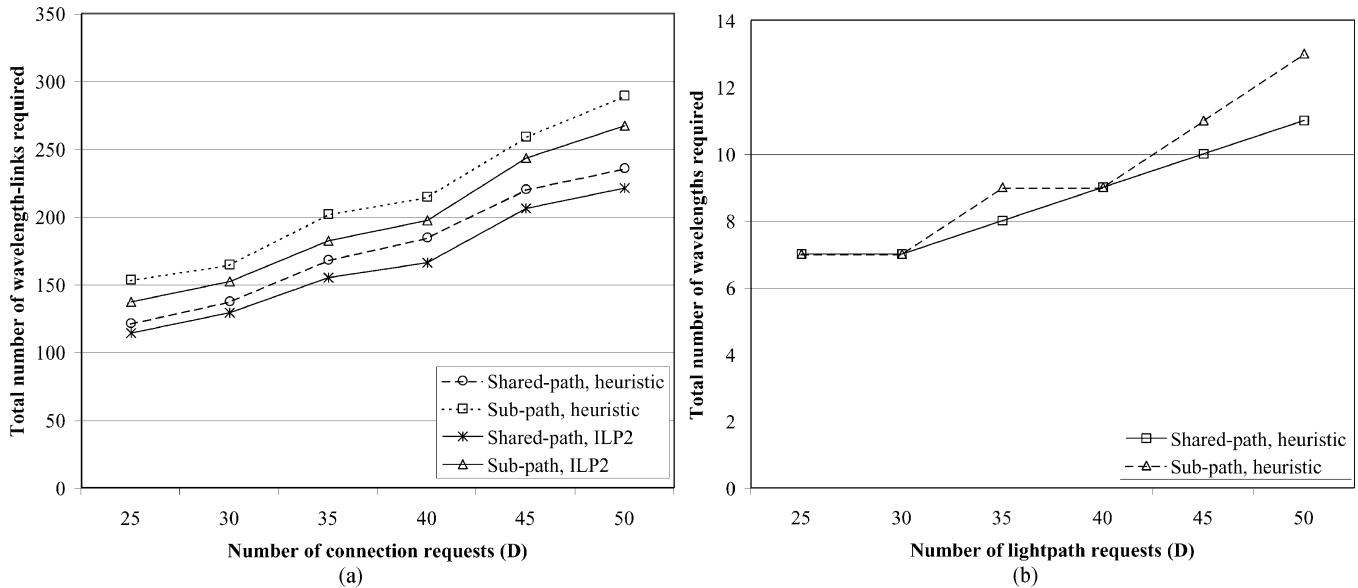 Total number of wavelength-links required
350
300
250
200
150
100
50
0
Shared-path, heuristic
Sub-path, heuristic
Shared-path, ILP2
Sub-path, ILP2
25 30 35 40 45 50
Number of connection requests (D)
(a)
Total number of wavelengths required
14
12
10
8
6
4
2
0
Shared-path, heuristic
Sub-path, heuristic
25 30 35 40 45 50
Number of lightpath requests (D)
(b)